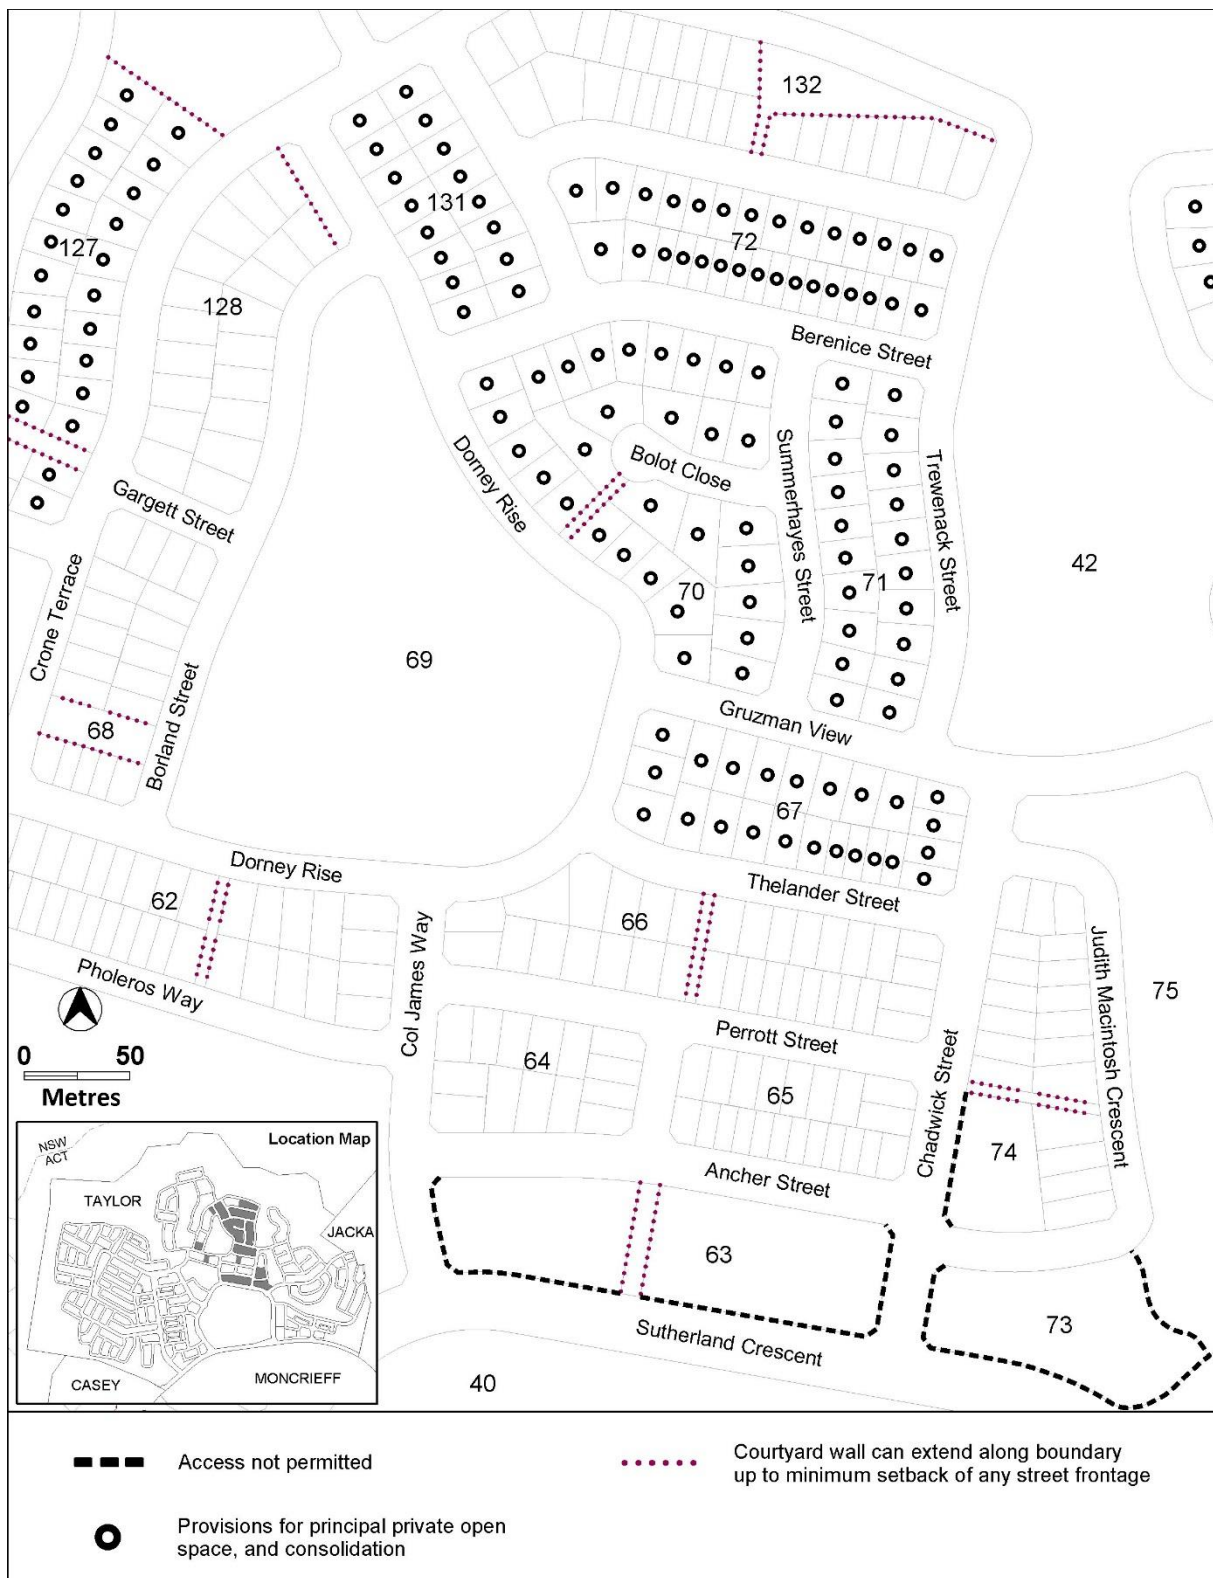 132
131
72
127
128
Berenice Street
Bolot Close
Dorney Rise
Summerhayes Street
Trewenack Street
Gargett Street
42
70
71
Crone Terrace
69
68
Borland Street
Gruzman View
67
Dorney Rise
Thelander Street
62
66
Pholeros Way
Col James Way
75
Judith Macintosh Crescent
Perrott Street
0 50
Metres
64
65
Chadwick Street
74
Ancher Street
63
Sutherland Crescent
73
40
Location Map
NSW
ACT
TAYLOR
JACKA
CASEY
MONCRIEFF
Access not permitted
Courtyard wall can extend along boundary
up to minimum setback of any street frontage
Provisions for principal private open
space, and consolidation